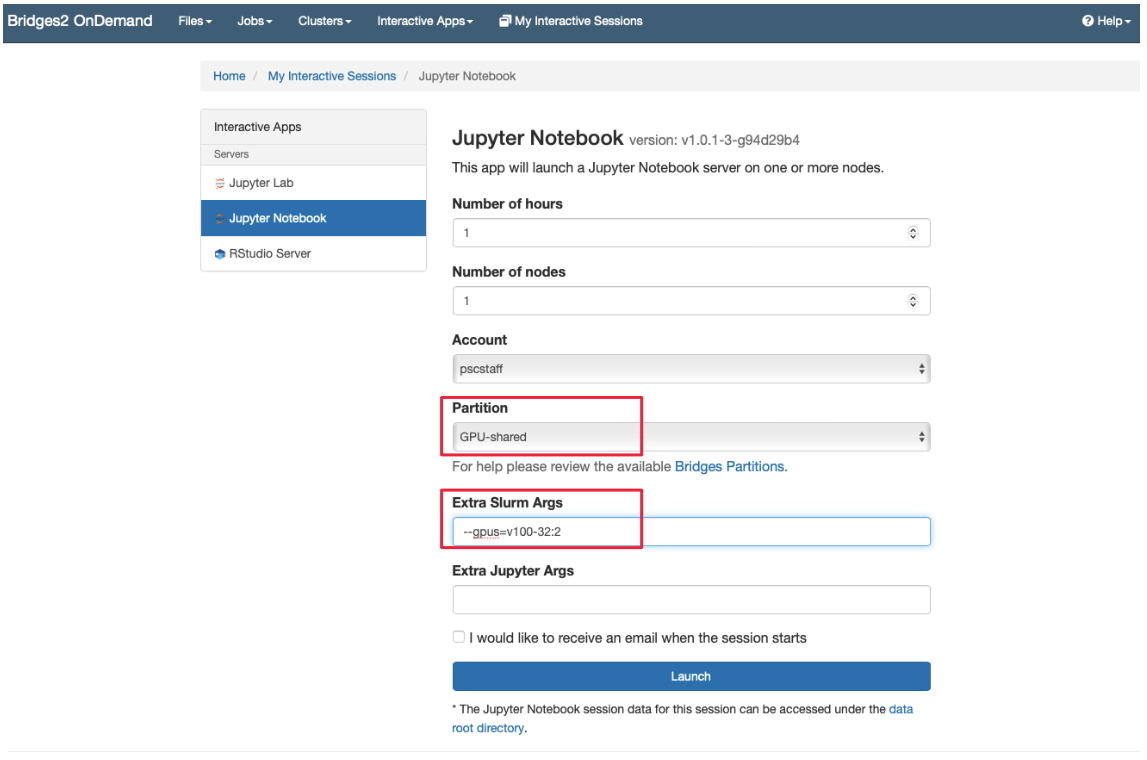 Bridges2 OnDemand Files Jobs Clusters Interactive Apps My Interactive Sessions Help
Home / My Interactive Sessions / Jupyter Notebook
Interactive Apps
Servers
Jupyter Lab
Jupyter Notebook
RStudio Server
Jupyter Notebook version: v1.0.1-3-g94d29b4
This app will launch a Jupyter Notebook server on one or more nodes.
Number of hours
1
Number of nodes
1
Account
pscstaff
Partition
GPU-shared
For help please review the available Bridges Partitions.
Extra Slurm Args
--gpus=v100-32:2
Extra Jupyter Args
I would like to receive an email when the session starts
Launch
* The Jupyter Notebook session data for this session can be accessed under the data
root directory.